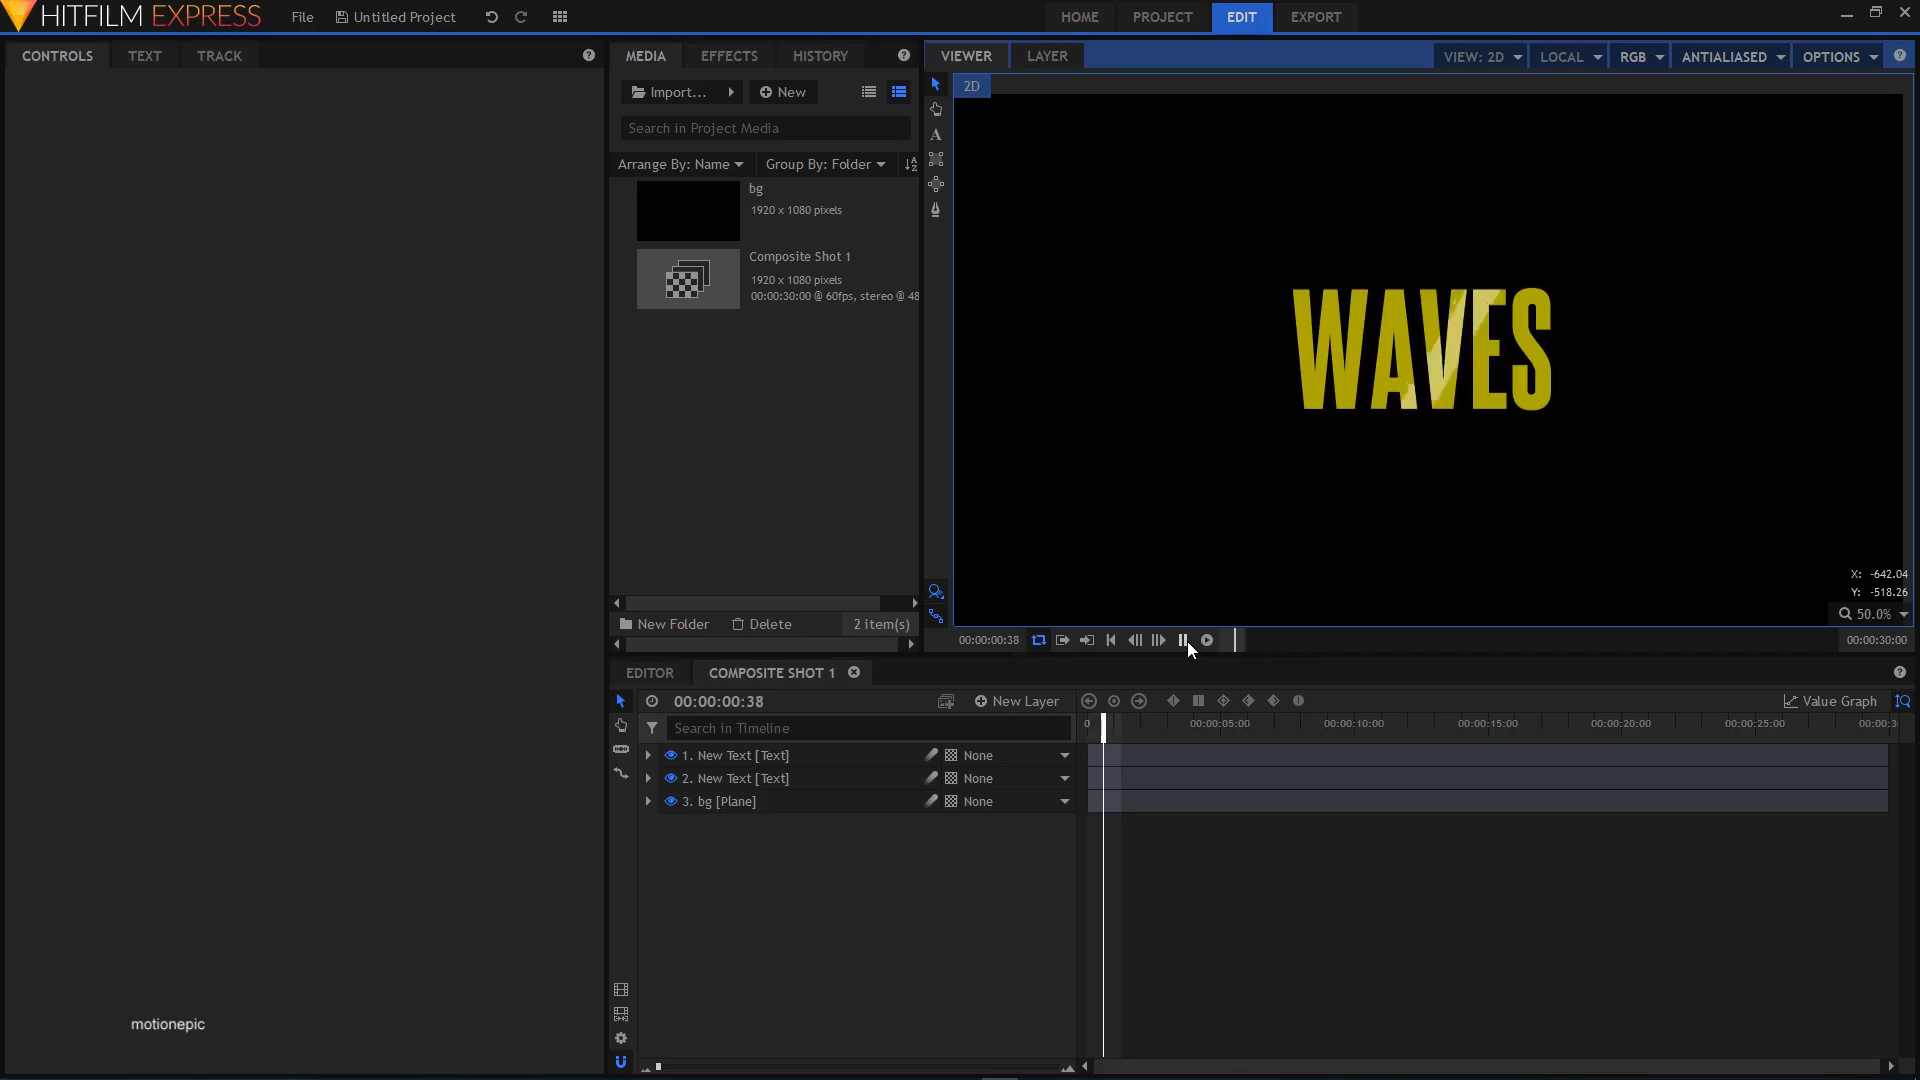 HITFILM EXPRESS
File
Untitled Project
HOME
PROJECT
EDIT
EXPORT
CONTROLS
TEXT
TRACK
MEDIA
EFFECTS
HISTORY
VIEWER
LAYER
VIEW: 2D
LOCAL
RGB
ANTIALIASED
OPTIONS
Import...
New
2D
A
Search in Project Media
Arrange By: Name
Group By: Folder
bg
1920 x 1080 pixels
Composite Shot 1
1920 x 1080 pixels
00:00:30:00 @ 60fps, stereo @ 48
WAVES
X: -642.04
Y: -518.26
50.0%
New Folder
Delete
2 item(s)
00:00:00:38
00:00:30:00
EDITOR
COMPOSITE SHOT 1
00:00:00:38
New Layer
Value Graph
Search in Timeline
0
00:00:05:00
00:00:10:00
00:00:15:00
00:00:20:00
00:00:25:00
00:00:3
1. New Text [Text]
None
2. New Text [Text]
None
3. bg [Plane]
None
motionepic